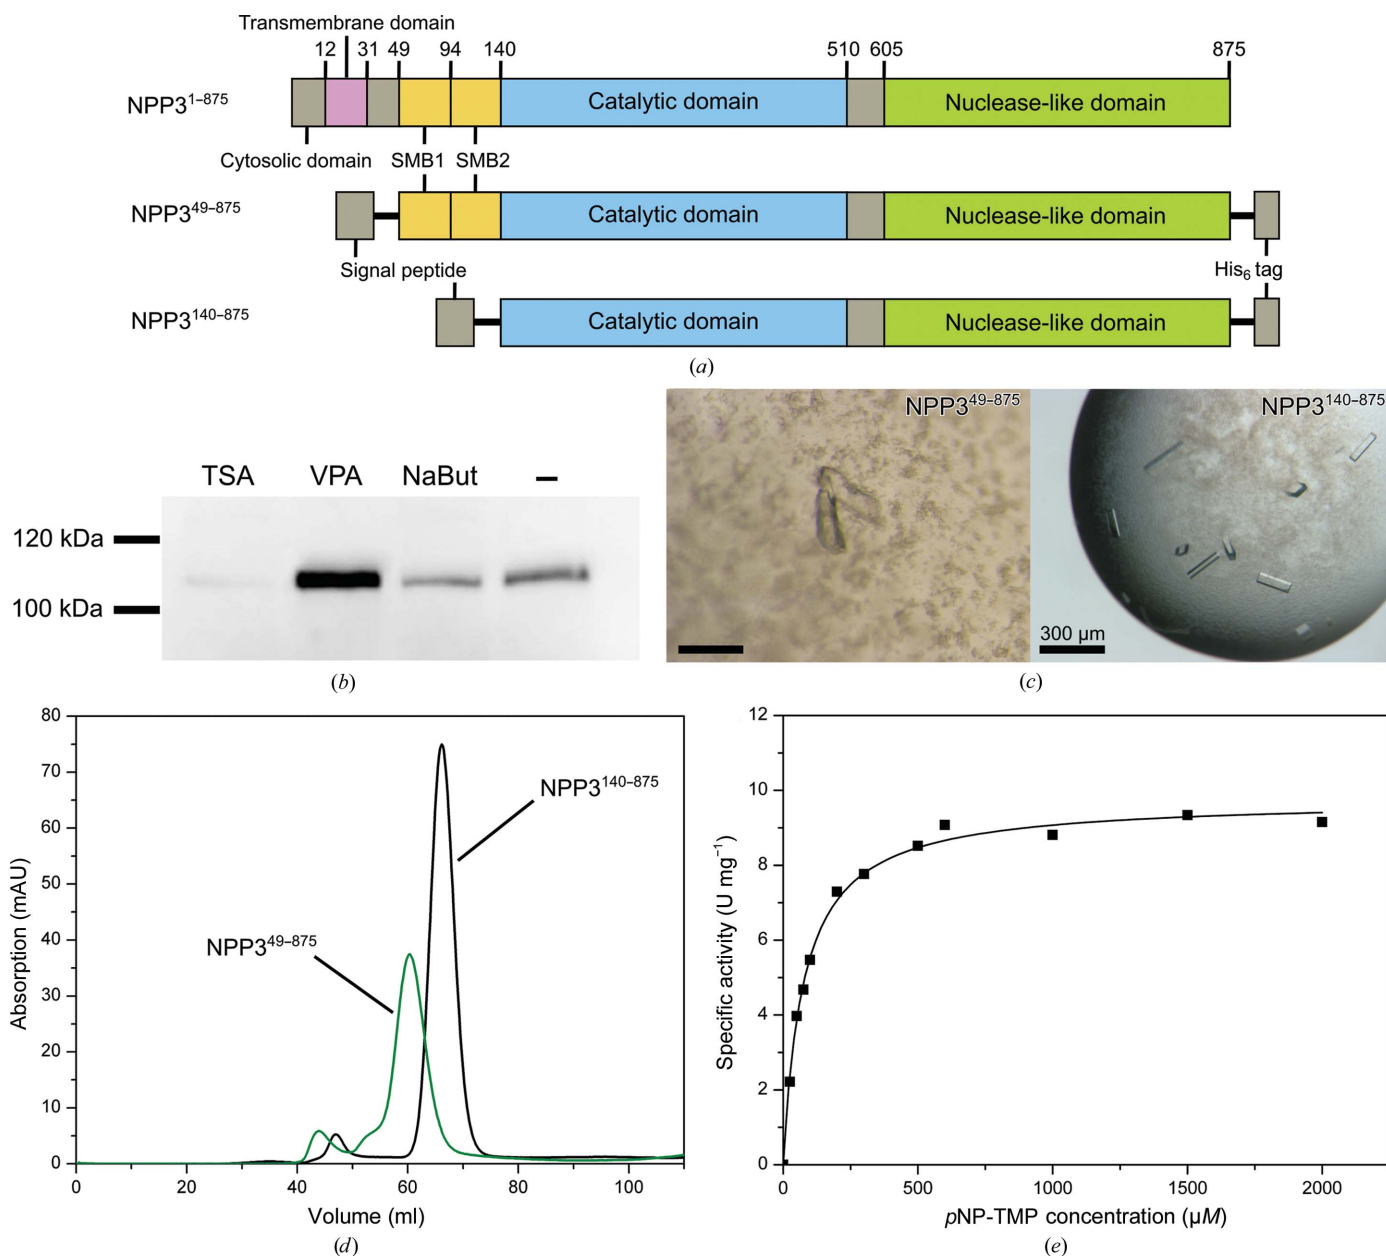 Transmembrane domain
12 31 49 94 140 510 605 875
NPP3¹⁻⁸⁷⁵ Catalytic domain Nuclease-like domain
Cytosolic domain SMB1 SMB2
NPP3⁴⁹⁻⁸⁷⁵ Catalytic domain Nuclease-like domain
Signal peptide His₆ tag
NPP3¹⁴⁰⁻⁸⁷⁵ Catalytic domain Nuclease-like domain
(a)
TSA VPA NaBut –
120 kDa
100 kDa
(b)
NPP3⁴⁹⁻⁸⁷⁵
NPP3¹⁴⁰⁻⁸⁷⁵
300 µm
(c)
80
70
60
50
40
30
20
10
0
Absorption (mAU)
NPP3¹⁴⁰⁻⁸⁷⁵
NPP3⁴⁹⁻⁸⁷⁵
0 20 40 60 80 100
Volume (ml)
(d)
12
10
8
6
4
2
0
Specific activity (U mg⁻¹)
0 500 1000 1500 2000
pNP-TMP concentration (µM)
(e)